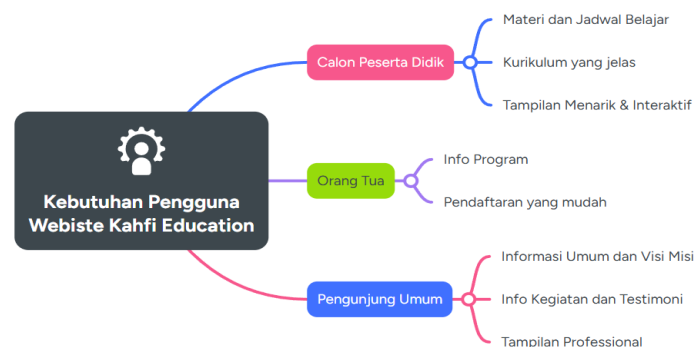 Kebutuhan Pengguna
Webiste Kahfi Education
Calon Peserta Didik
Materi dan Jadwal Belajar
Kurikulum yang jelas
Tampilan Menarik & Interaktif
Orang Tua
Info Program
Pendaftaran yang mudah
Pengunjung Umum
Informasi Umum dan Visi Misi
Info Kegiatan dan Testimoni
Tampilan Professional